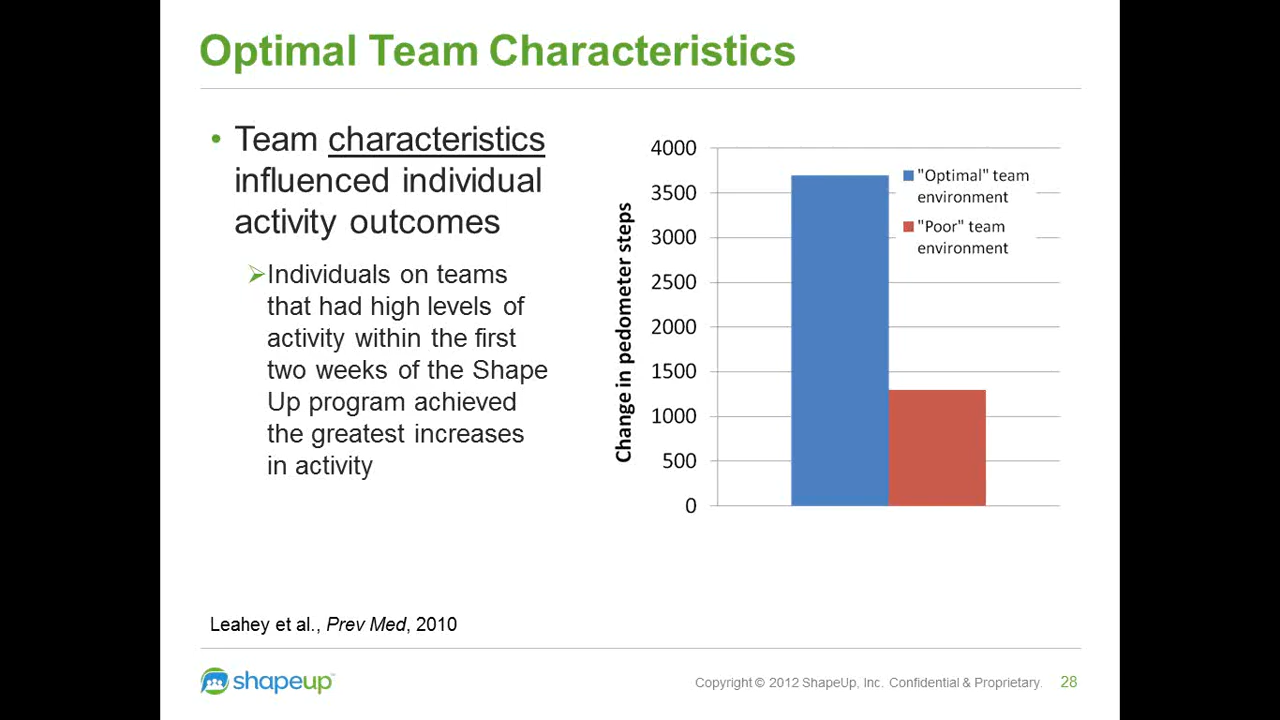 Optimal Team Characteristics
• Team characteristics
influenced individual
activity outcomes
➢Individuals on teams
that had high levels of
activity within the first
two weeks of the Shape
Up program achieved
the greatest increases
in activity
Change in pedometer steps
4000
3500
3000
2500
2000
1500
1000
500
0
"Optimal" team
environment
"Poor" team
environment
Leahey et al., Prev Med, 2010
shapeup™
Copyright © 2012 ShapeUp, Inc. Confidential & Proprietary.
28